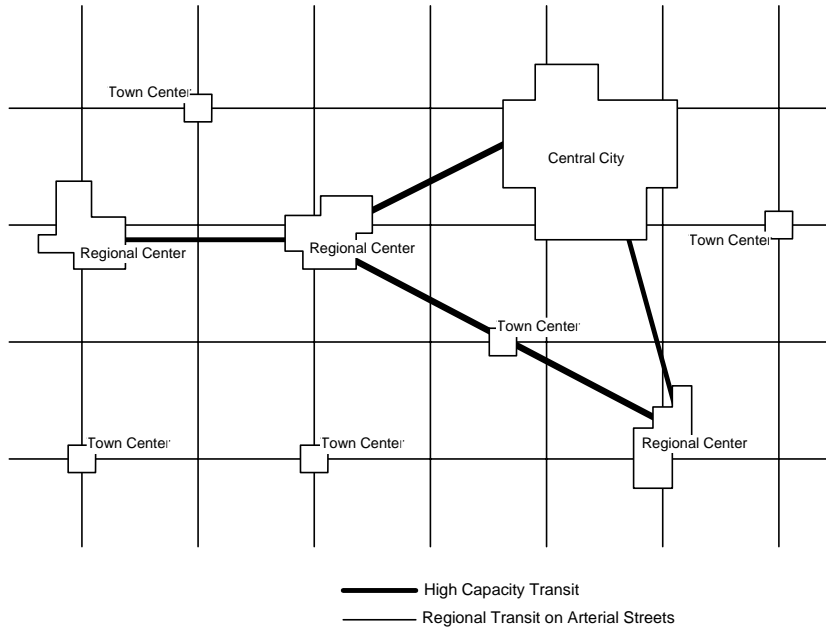 Town Center
Central City
Town Center
Regional Center
Regional Center
Town Center
Town Center
Town Center
Regional Center
High Capacity Transit
Regional Transit on Arterial Streets